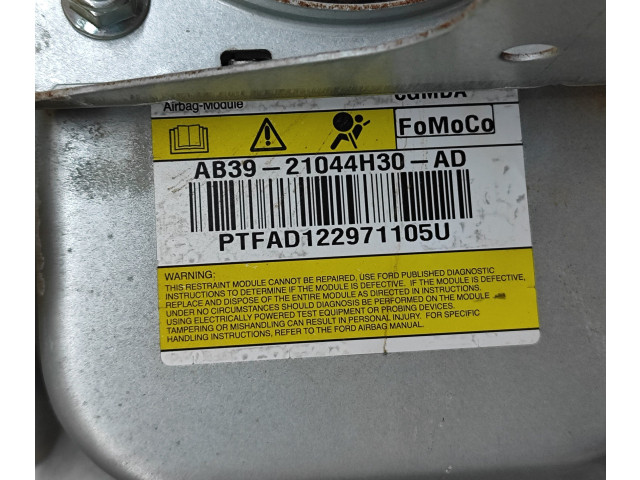 Airbag-Module
FoMoCo
AB39-21044H30-AD
PTFAD122971105U
WARNING:
THIS RESTRAINT MODULE CANNOT BE REPAIRED, USE FORD PUBLISHED DIAGNOSTIC
INSTRUCTIONS TO DETERMINE IF THE MODULE IS DEFECTIVE. IF THE MODULE IS DEFECTIVE,
REPLACE AND DISPOSE OF THE ENTIRE MODULE AS DIRECTED IN INSTRUCTIONS.
UNDER NO CIRCUMSTANCES SHOULD DIAGNOSIS BE PERFORMED ON THE MODULE
USING ELECTRICALLY POWERED TEST EQUIPMENT OR PROBING DEVICES.
TAMPERING OR MISHANDLING CAN RESULT IN PERSONAL INJURY. FOR SPECIFIC
HANDLING INSTRUCTIONS, REFER TO THE FORD AIRBAG MANUAL.